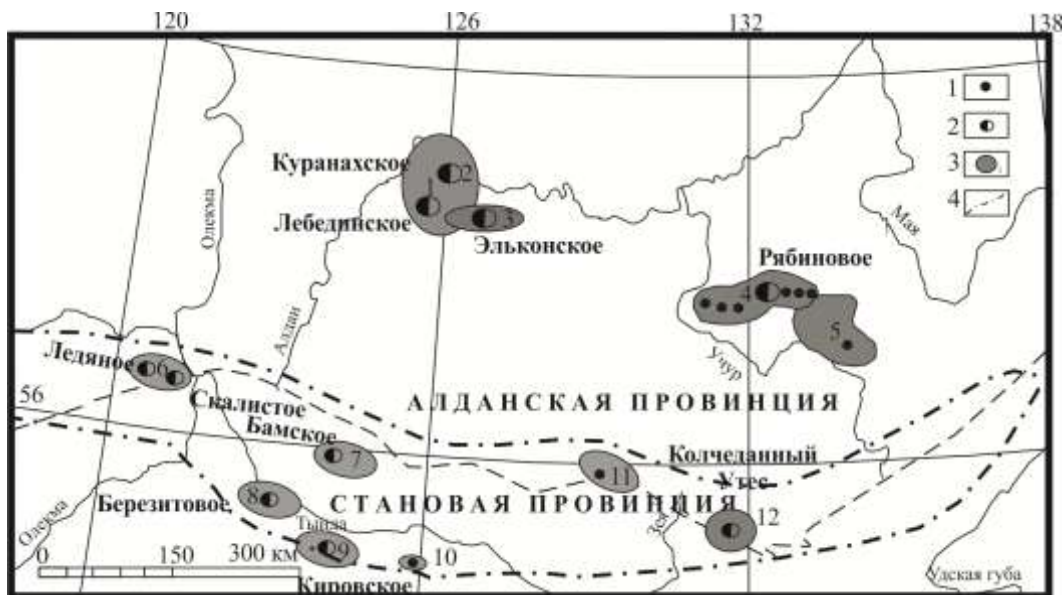 120 126 132 138
1
2
3
4
Куранахское
2
Лебединское
3
Эльконское
Олекма
Мая
Рябиновое
4
5
Алдан
Учур
Ледяное
6
Скалистое
56
АЛДАНСКАЯ ПРОВИНЦИЯ
Бамское
7
Колчеданный
Утес
11
СТАНОВАЯ ПРОВИНЦИЯ
Березитовое
8
Зея
12
Олекма
Тында
9
10
0 150 300 км
Кировское
Удская губа